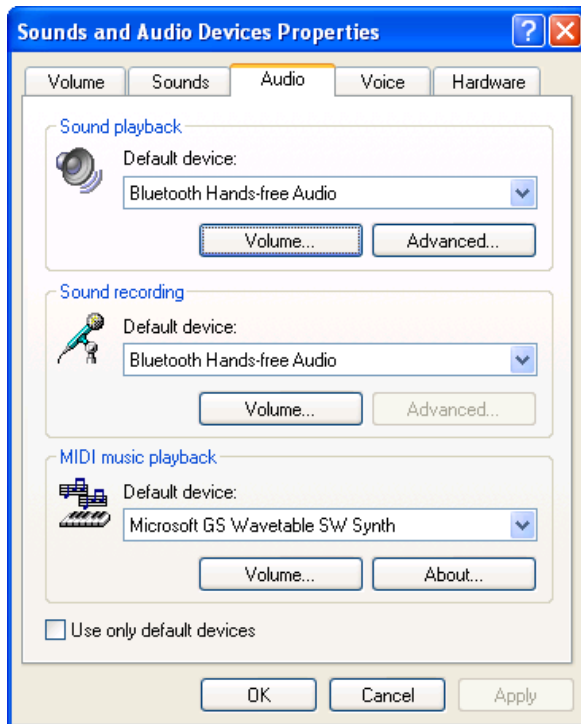 Sounds and Audio Devices Properties
Volume Sounds Audio Voice Hardware
Sound playback
Default device:
Bluetooth Hands-free Audio
Volume... Advanced...
Sound recording
Default device:
Bluetooth Hands-free Audio
Volume... Advanced...
MIDI music playback
Default device:
Microsoft GS Wavetable SW Synth
Volume... About...
Use only default devices
OK Cancel Apply